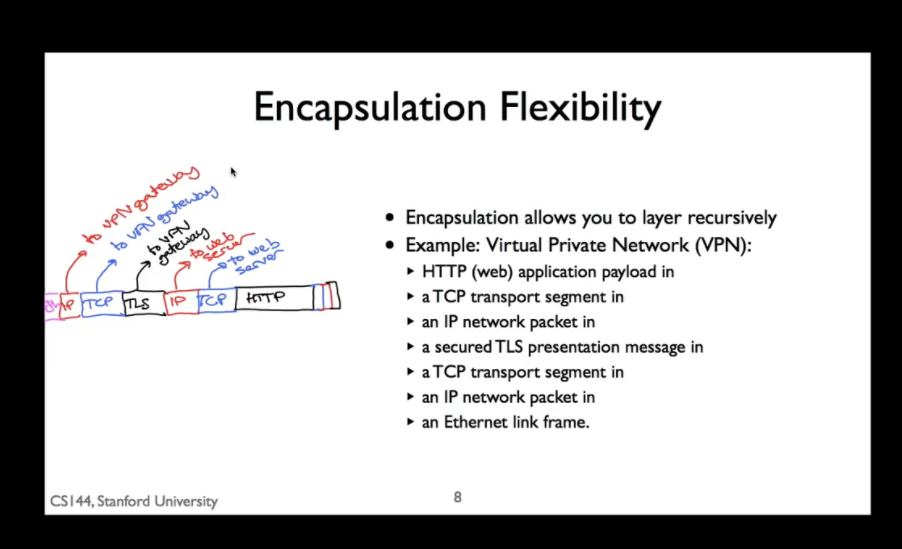 Encapsulation Flexibility
to VPN gateway
to VPN gateway
to VPN
gateway
to web
server
to web
server
IP
TCP
TLS
IP
TCP
HTTP
• Encapsulation allows you to layer recursively
• Example: Virtual Private Network (VPN):
▸ HTTP (web) application payload in
▸ a TCP transport segment in
▸ an IP network packet in
▸ a secured TLS presentation message in
▸ a TCP transport segment in
▸ an IP network packet in
▸ an Ethernet link frame.
CS144, Stanford University
8